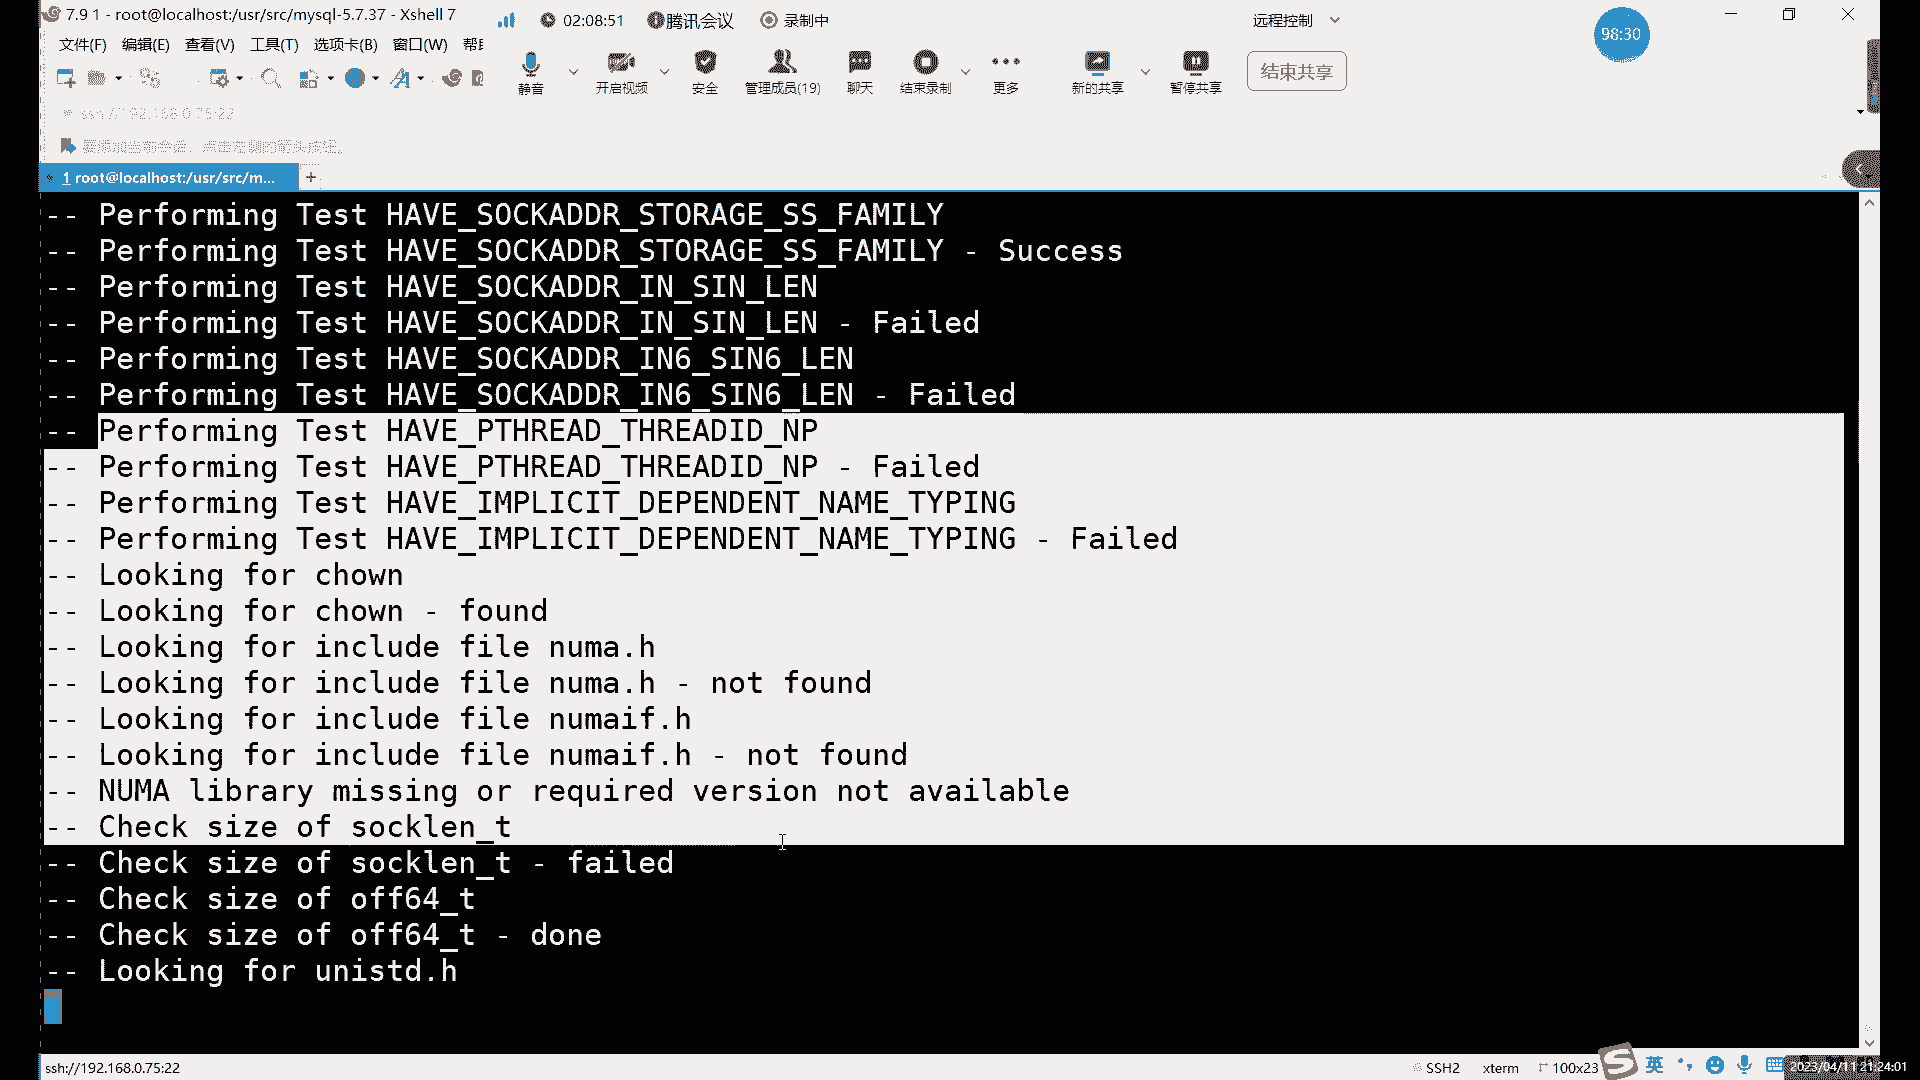 7.9 1 - root@localhost:/usr/src/mysql-5.7.37 - Xshell 7
02:08:51
腾讯会议
录制中
远程控制
98:30
文件(F) 编辑(E) 查看(V) 工具(T) 选项卡(B) 窗口(W)
静音
开启视频
安全
管理成员(19)
聊天
结束录制
更多
新的共享
暂停共享
结束共享
ssh://192.168.0.75:22
要添加当前会话，点击左侧的箭头按钮。
1 root@localhost:/usr/src/m...
+
-- Performing Test HAVE_SOCKADDR_STORAGE_SS_FAMILY
-- Performing Test HAVE_SOCKADDR_STORAGE_SS_FAMILY - Success
-- Performing Test HAVE_SOCKADDR_IN_SIN_LEN
-- Performing Test HAVE_SOCKADDR_IN_SIN_LEN - Failed
-- Performing Test HAVE_SOCKADDR_IN6_SIN6_LEN
-- Performing Test HAVE_SOCKADDR_IN6_SIN6_LEN - Failed
-- Performing Test HAVE_PTHREAD_THREADID_NP
-- Performing Test HAVE_PTHREAD_THREADID_NP - Failed
-- Performing Test HAVE_IMPLICIT_DEPENDENT_NAME_TYPING
-- Performing Test HAVE_IMPLICIT_DEPENDENT_NAME_TYPING - Failed
-- Looking for chown
-- Looking for chown - found
-- Looking for include file numa.h
-- Looking for include file numa.h - not found
-- Looking for include file numaif.h
-- Looking for include file numaif.h - not found
-- NUMA library missing or required version not available
-- Check size of socklen_t
-- Check size of socklen_t - failed
-- Check size of off64_t
-- Check size of off64_t - done
-- Looking for unistd.h
ssh://192.168.0.75:22
SSH2
xterm
100x23
英
2023/04/11 21:24:01